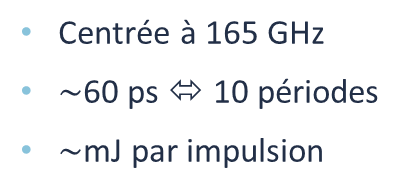 • Centrée à 165 GHz
• ~60 ps ⬄ 10 périodes
• ~mJ par impulsion